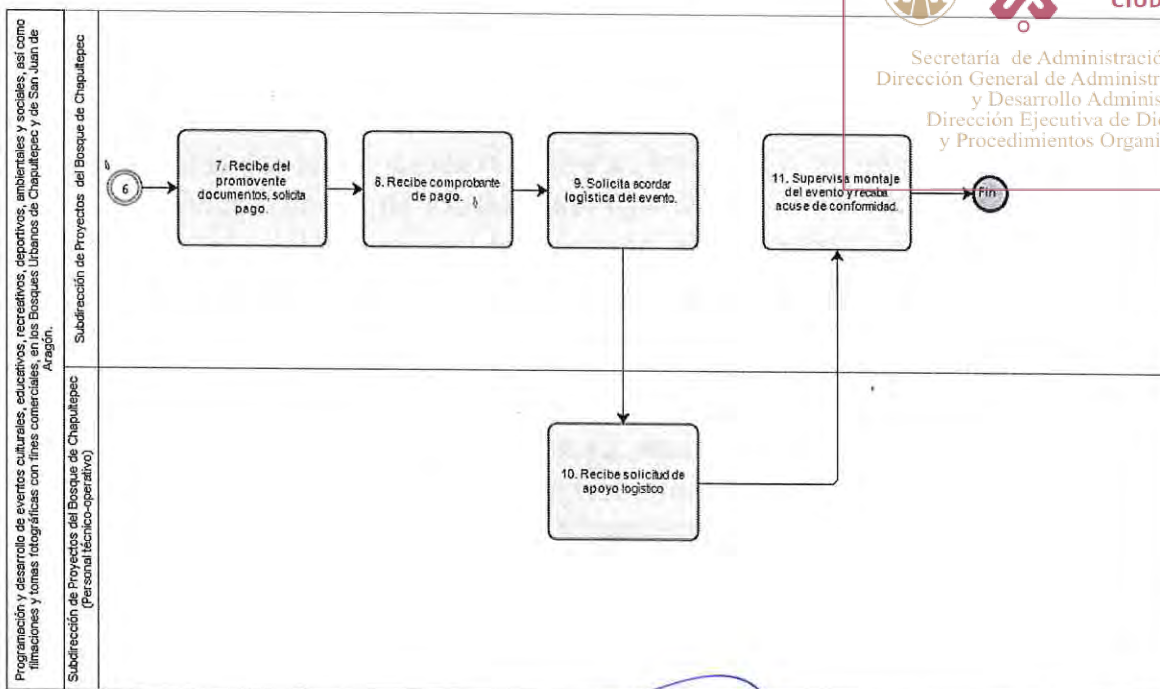 CIUD
Secretaría de Administració
Dirección General de Administr
y Desarrollo Adminis
Dirección Ejecutiva de Di
y Procedimientos Organi
Programación y desarrollo de eventos culturales, educativos, recreativos, deportivos, ambientales y sociales, así como
filmaciones y tomas fotográficas con fines comerciales, en los Bosques Urbanos de Chapultepec y de San Juan de
Aragón.
Subdirección de Proyectos del Bosque de Chapultepec
6
7. Recibe del
promovente
documentos, solicita
pago.
8. Recibe comprobante
de pago.
9. Solicita acordar
logística del evento.
11. Supervisa montaje
del evento y recaba
acuse de conformidad.
Fin
Subdirección de Proyectos del Bosque de Chapultepec
(Personal técnico-operativo)
10. Recibe solicitud de
apoyo logístico